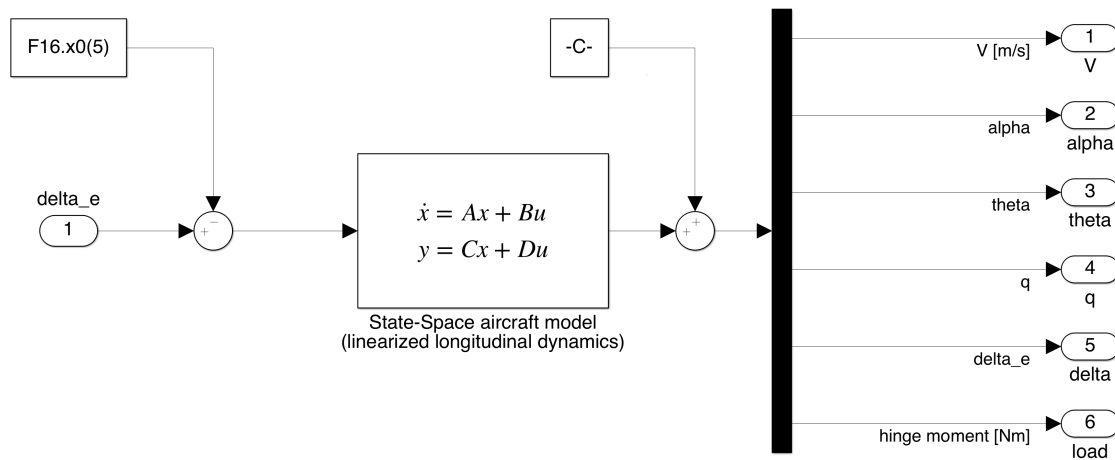 F16.x0(5)
-C-
delta_e
1
−
+
ẋ = Ax + Bu
y = Cx + Du
State-Space aircraft model
(linearized longitudinal dynamics)
+
+
V [m/s]
1
V
alpha
2
alpha
theta
3
theta
q
4
q
delta_e
5
delta
hinge moment [Nm]
6
load